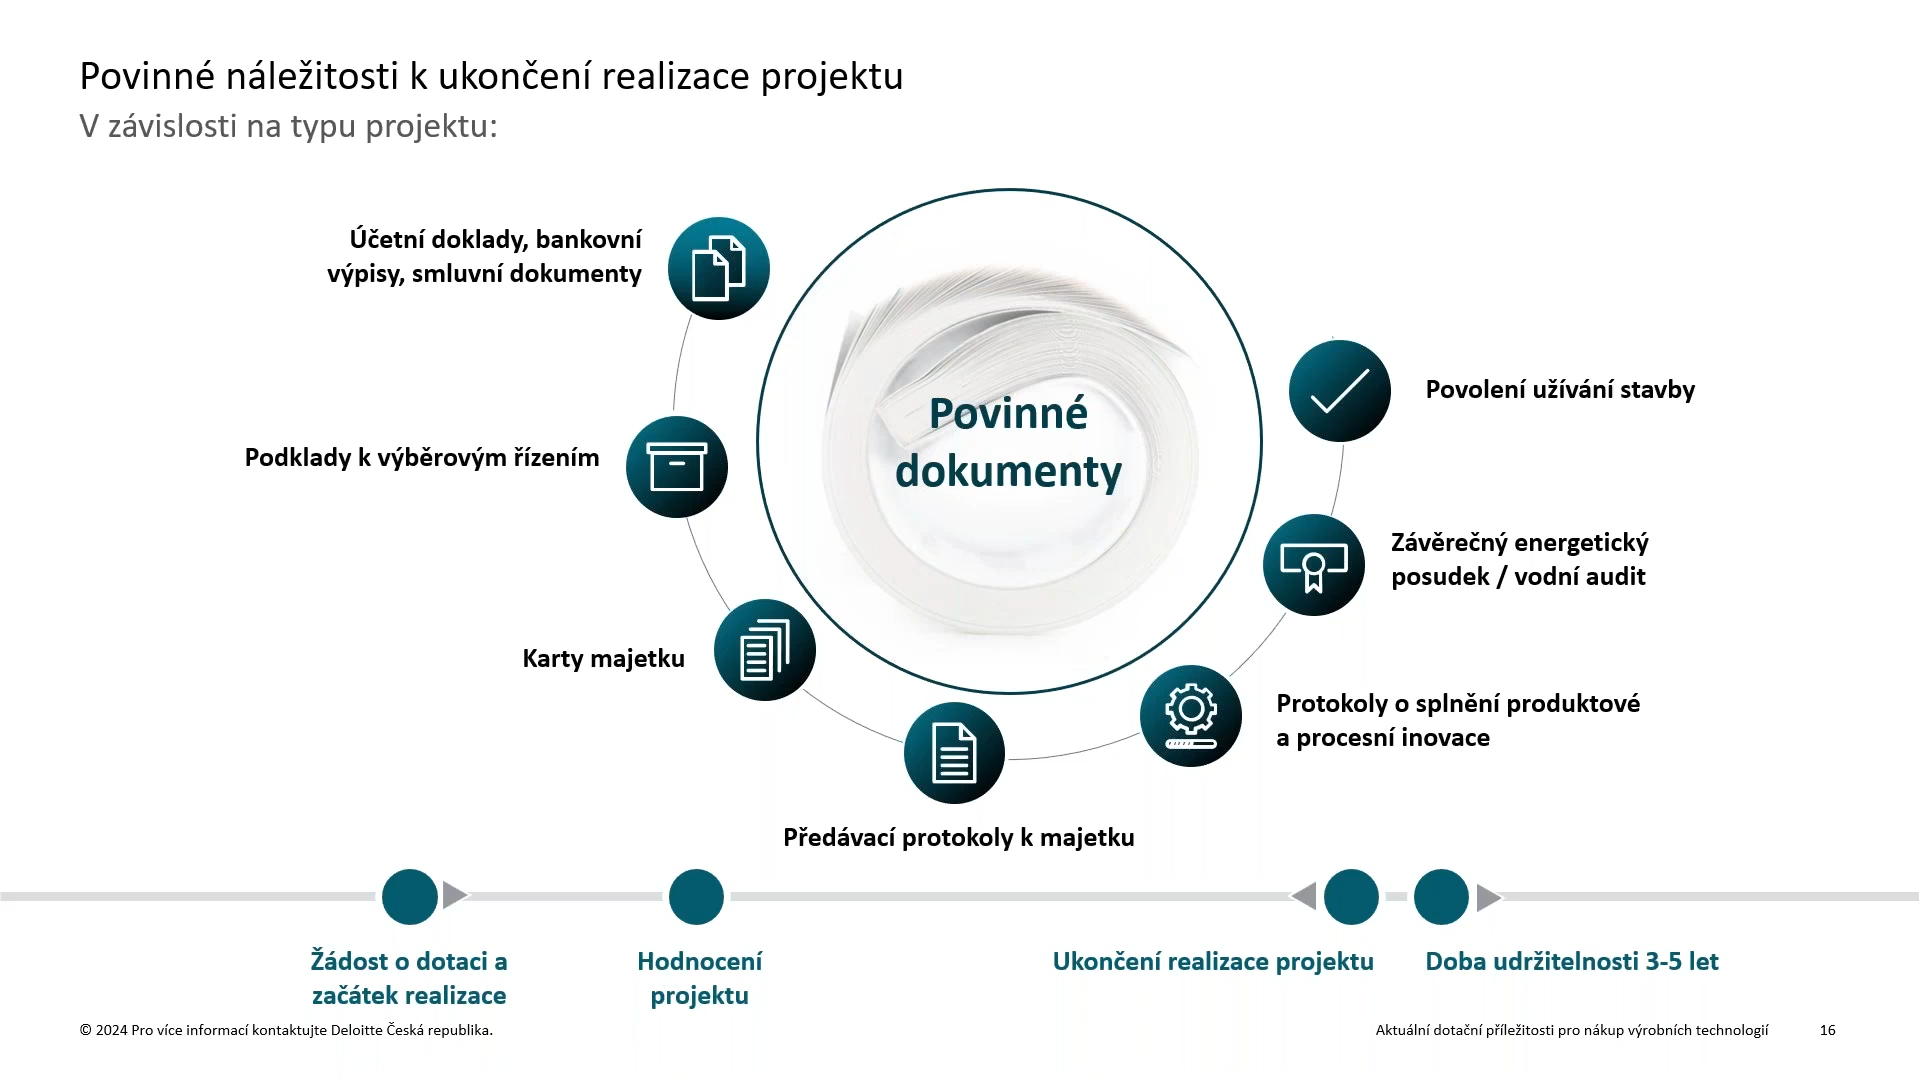 Povinné náležitosti k ukončení realizace projektu
V závislosti na typu projektu:
Účetní doklady, bankovní
výpisy, smluvní dokumenty
Podklady k výběrovým řízením
Karty majetku
Předávací protokoly k majetku
Povinné
dokumenty
Povolení užívání stavby
Závěrečný energetický
posudek / vodní audit
Protokoly o splnění produktové
a procesní inovace
Žádost o dotaci a
začátek realizace
Hodnocení
projektu
Ukončení realizace projektu
Doba udržitelnosti 3-5 let
© 2024 Pro více informací kontaktujte Deloitte Česká republika.
Aktuální dotační příležitosti pro nákup výrobních technologií
16